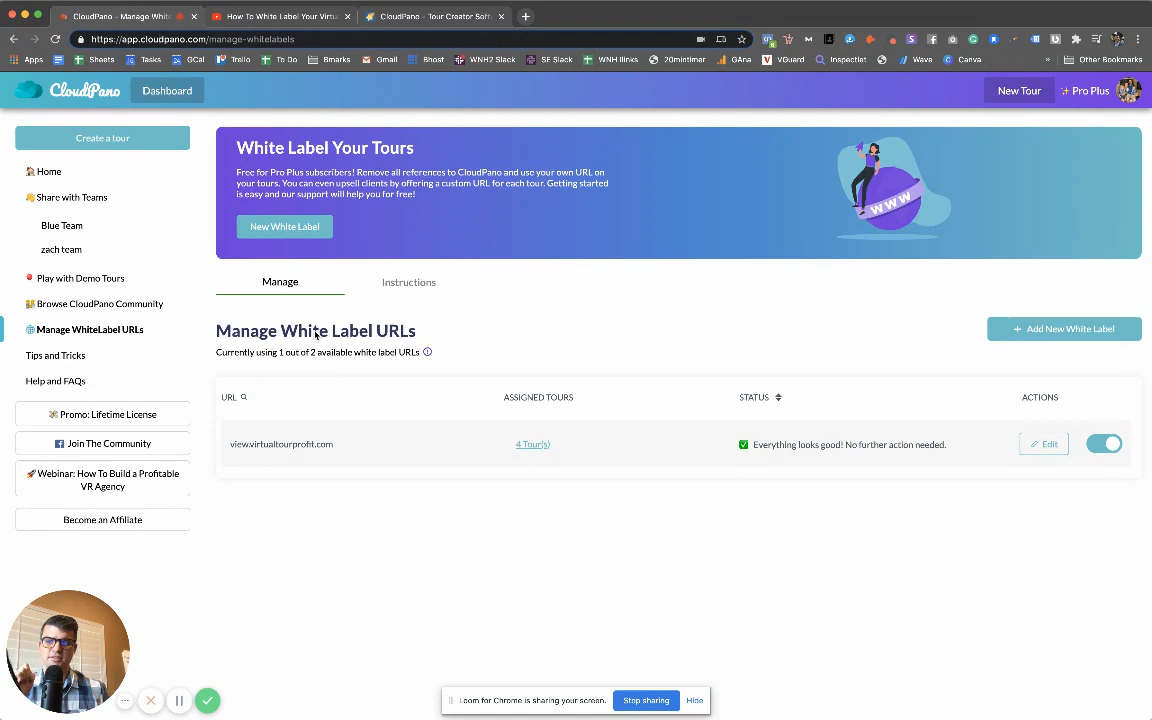 CloudPano - Manage White
How To White Label Your Virtu
CloudPano - Tour Creator Soft
https://app.cloudpano.com/manage-whitelabels
Apps
Sheets
Tasks
GCal
Trello
To Do
Bmarks
Gmail
Bhost
WNH2 Slack
SE Slack
WNH llinks
20mintimer
GAna
VGuard
Inspectlet
Wave
Canva
»
Other Bookmarks
CloudPano
Dashboard
New Tour
Pro Plus
Create a tour
Home
Share with Teams
Blue Team
zach team
Play with Demo Tours
Browse CloudPano Community
Manage WhiteLabel URLs
Tips and Tricks
Help and FAQs
Promo: Lifetime License
Join The Community
Webinar: How To Build a Profitable
VR Agency
Become an Affiliate
White Label Your Tours
Free for Pro Plus subscribers! Remove all references to CloudPano and use your own URL on
your tours. You can even upsell clients by offering a custom URL for each tour. Getting started
is easy and our support will help you for free!
New White Label
WWW
Manage
Instructions
Manage White Label URLs
Currently using 1 out of 2 available white label URLs
+ Add New White Label
URL
ASSIGNED TOURS
STATUS
ACTIONS
view.virtualtourprofit.com
4 Tour(s)
Everything looks good! No further action needed.
Edit
Loom for Chrome is sharing your screen.
Stop sharing
Hide